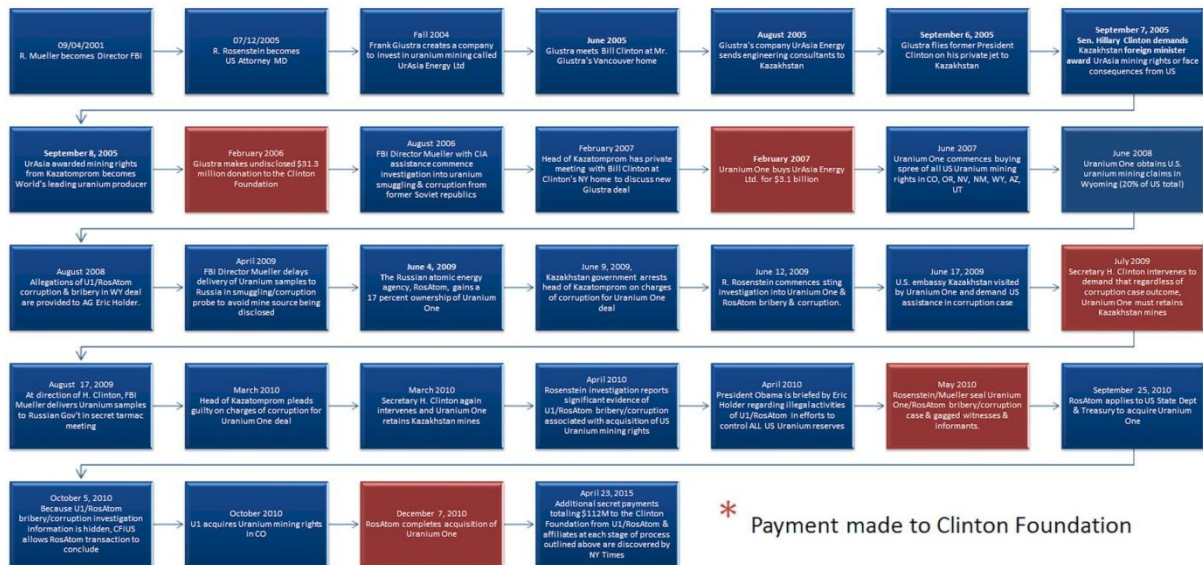 09/04/2001
R. Mueller becomes Director FBI
07/12/2005
R. Rosenstein becomes
US Attorney MD
Fall 2004
Frank Giustra creates a company
to invest in uranium mining called
UrAsia Energy Ltd
June 2005
Giustra meets Bill Clinton at Mr.
Giustra's Vancouver home
August 2005
Giustra's company UrAsia Energy
sends engineering consultants to
Kazakhstan
September 6, 2005
Giustra flies former President
Clinton on his private jet to
Kazakhstan
September 7, 2005
Sen. Hillary Clinton demands
Kazakhstan foreign minister
award UrAsia mining rights or face
consequences from US
September 8, 2005
UrAsia awarded mining rights
from Kazatomprom becomes
World's leading uranium producer
February 2006
Giustra makes undisclosed $31.3
million donation to the Clinton
Foundation
August 2006
FBI Director Mueller with CIA
assistance commence
investigation into uranium
smuggling & corruption from
former Soviet republics
February 2007
Head of Kazatomprom has private
meeting with Bill Clinton at
Clinton's NY home to discuss new
Giustra deal
February 2007
Uranium One buys UrAsia Energy
Ltd. for $3.1 billion
June 2007
Uranium One commences buying
spree of all US Uranium mining
rights in CO, OR, NV, NM, WY, AZ,
UT
June 2008
Uranium One obtains U.S.
uranium mining claims in
Wyoming (20% of US total)
August 2008
Allegations of U1/RosAtom
corruption & bribery in WY deal
are provided to AG Eric Holder.
April 2009
FBI Director Mueller delays
delivery of Uranium samples to
Russia in smuggling/corruption
probe to avoid mine source being
disclosed
June 4, 2009
The Russian atomic energy
agency, RosAtom, gains a
17 percent ownership of Uranium
One
June 9, 2009,
Kazakhstan government arrests
head of Kazatomprom on charges
of corruption for Uranium One
deal
June 12, 2009
R. Rosenstein commences sting
investigation into Uranium One &
RosAtom bribery & corruption.
June 17, 2009
U.S. embassy Kazakhstan visited
by Uranium One and demand US
assistance in corruption case
July 2009
Secretary H. Clinton intervenes to
demand that regardless of
corruption case outcome,
Uranium One must retains
Kazakhstan mines
August 17, 2009
At direction of H. Clinton, FBI
Mueller delivers Uranium samples
to Russian Gov't in secret tarmac
meeting
March 2010
Head of Kazatomprom pleads
guilty on charges of corruption for
Uranium One deal
March 2010
Secretary H. Clinton again
intervenes and Uranium One
retains Kazakhstan mines
April 2010
Rosenstein investigation reports
significant evidence of
U1/RosAtom bribery/corruption
associated with acquisition of US
Uranium mining rights
April 2010
President Obama is briefed by Eric
Holder regarding illegal activities
of U1/RosAtom in efforts to
control ALL US Uranium reserves
May 2010
Rosenstein/Mueller seal Uranium
One/RosAtom bribery/corruption
case & gagged witnesses &
informants.
September 25, 2010
RosAtom applies to US State Dept
& Treasury to acquire Uranium
One
October 5, 2010
Because U1/RosAtom
bribery/corruption investigation
information is hidden, CFIUS
allows RosAtom transaction to
conclude
October 2010
U1 acquires Uranium mining rights
in CO
December 7, 2010
RosAtom completes acquisition of
Uranium One
April 23, 2015
Additional secret payments
totaling $112M to the Clinton
Foundation from U1/RosAtom &
affiliates at each stage of process
outlined above are discovered by
NY Times
* Payment made to Clinton Foundation